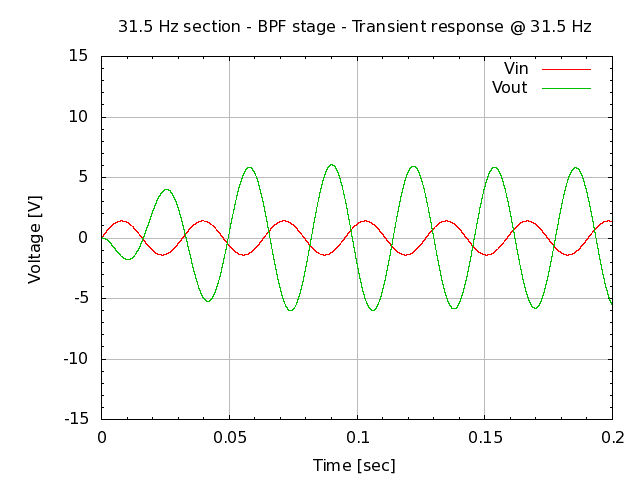 31.5 Hz section - BPF stage - Transient response @ 31.5 Hz
15
Vin
Vout
10
5
0
-5
-10
-15
Voltage [V]
0 0.05 0.1 0.15 0.2
Time [sec]